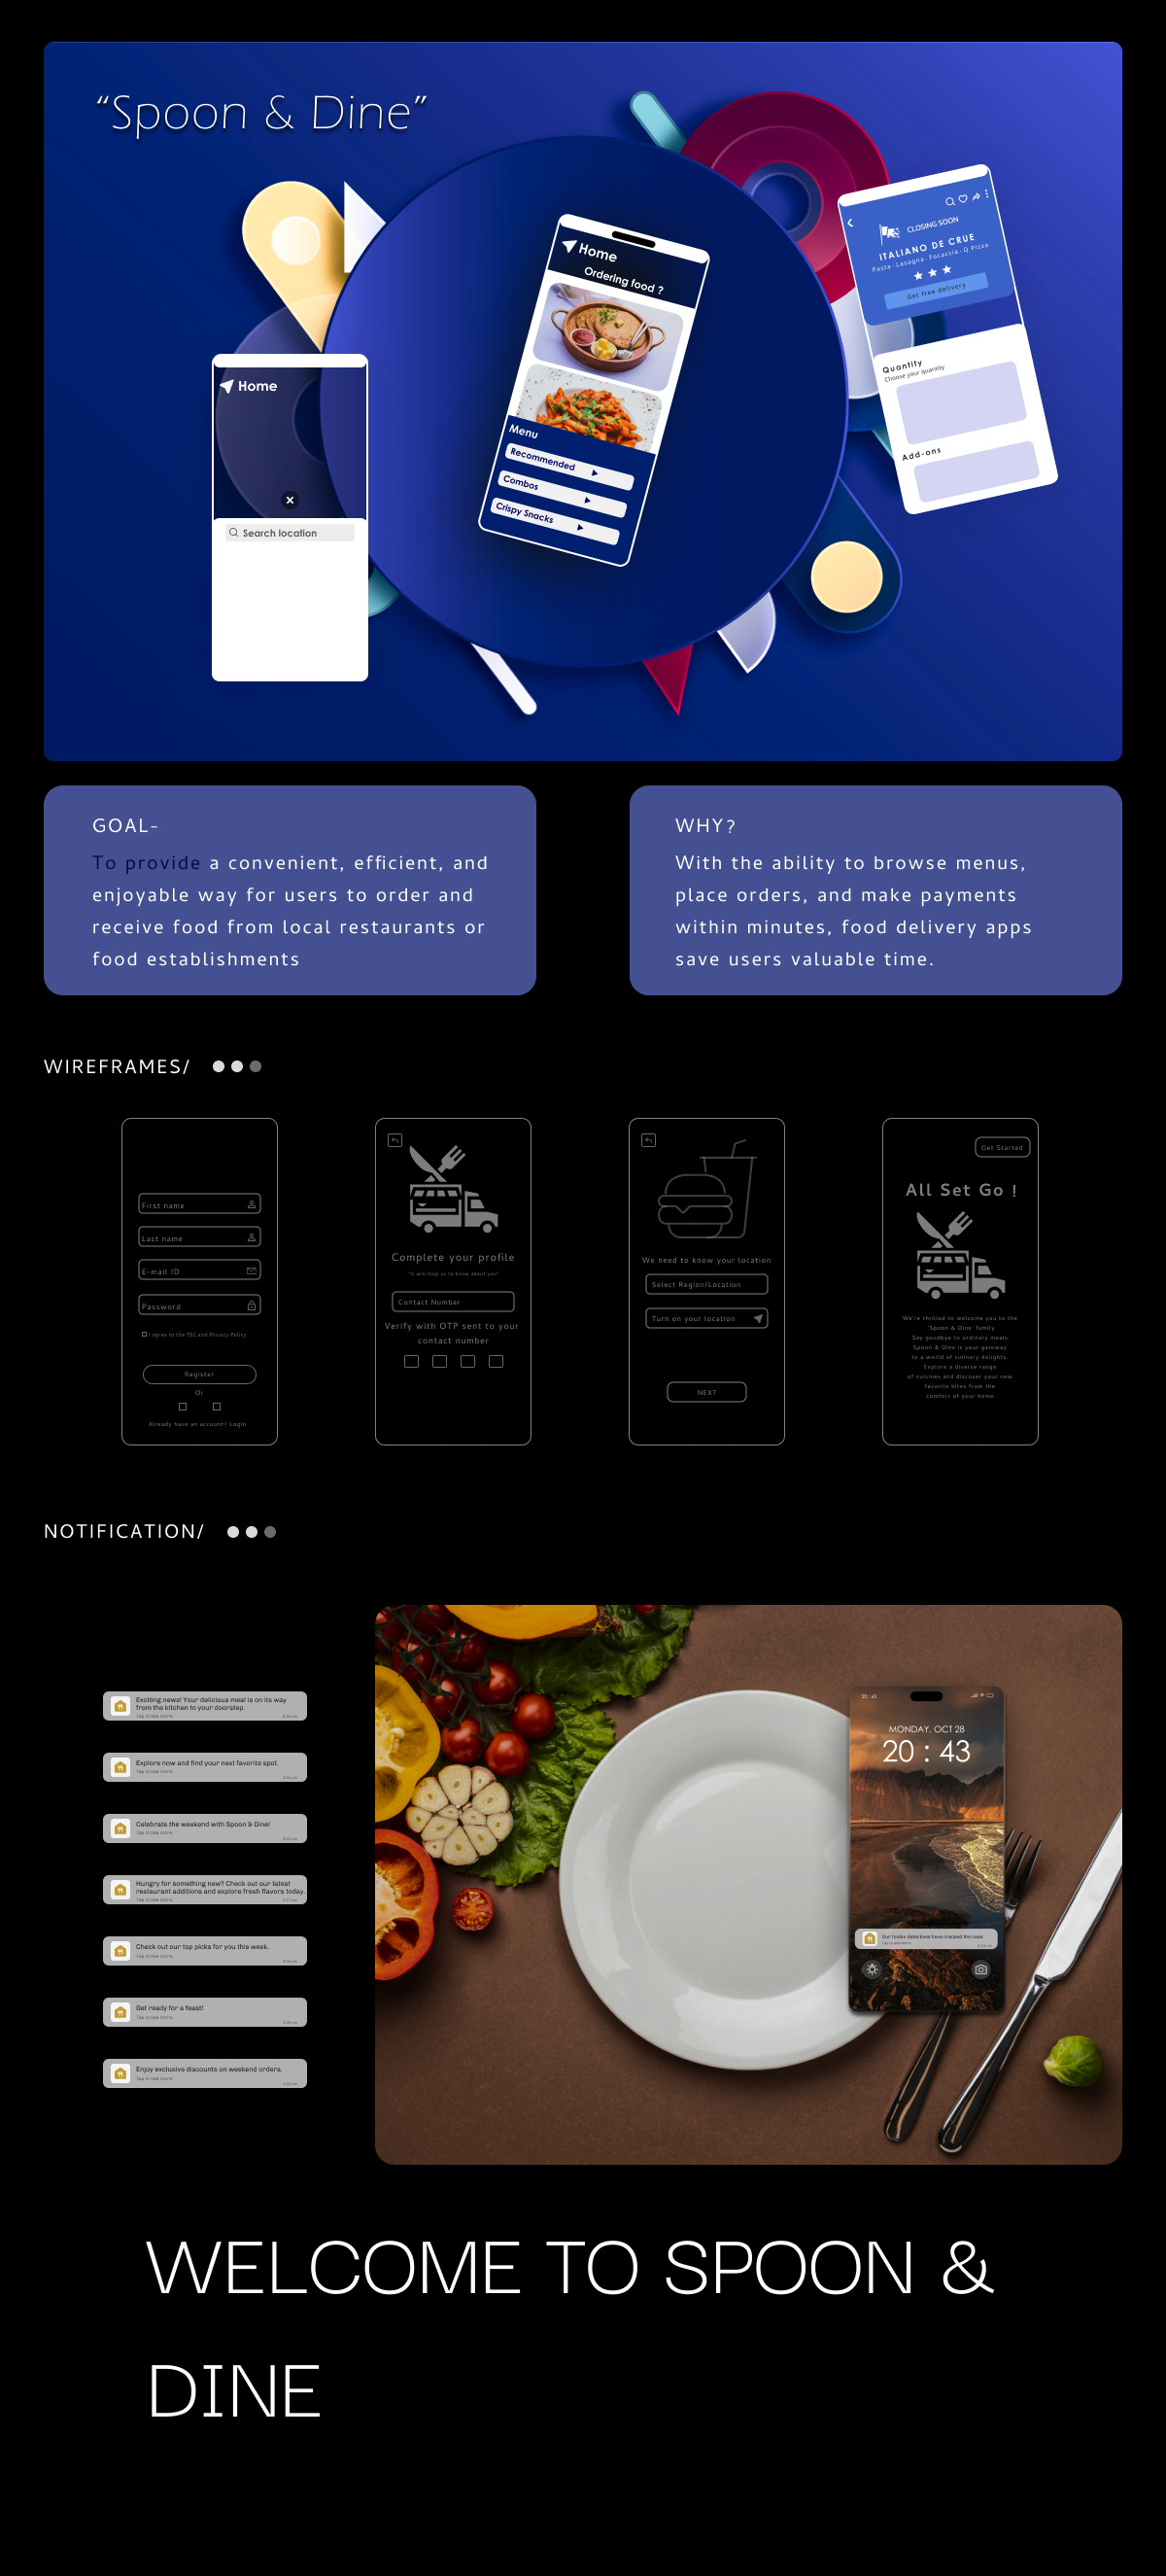 “Spoon & Dine”
Home
Search location
Home
Ordering food ?
Menu
Recommended
Combos
Crispy Snacks
CLOSING SOON
ITALIANO DE CRUE
Pasta · Lasagna · Focaccia · Q Pizza
Get free delivery
Quantity
Choose your quantity
Add-ons
GOAL-
To provide a convenient, efficient, and
enjoyable way for users to order and
receive food from local restaurants or
food establishments
WHY?
With the ability to browse menus,
place orders, and make payments
within minutes, food delivery apps
save users valuable time.
WIREFRAMES/
First name
Last name
E-mail ID
Password
I agree to the T&C and Privacy Policy
Register
Or
Already have an account? Login
Complete your profile
"It will help us to know about you"
Contact Number
Verify with OTP sent to your
contact number
We need to know your location
Select Region/Location
Turn on your location
NEXT
Get Started
All Set Go !
We're thrilled to welcome you to the
'Spoon & Dine' family
Say goodbye to ordinary meals.
Spoon & Dine is your gateway
to a world of culinary delights.
Explore a diverse range
of cuisines and discover your new
favorite bites from the
comfort of your home.
NOTIFICATION/
Exciting news! Your delicious meal is on its way
from the kitchen to your doorstep.
Tap to see more.
Explore now and find your next favorite spot.
Tap to see more.
Celebrate the weekend with Spoon & Dine!
Tap to see more.
Hungry for something new? Check out our latest
restaurant additions and explore fresh flavors today.
Tap to see more.
Check out our top picks for you this week.
Tap to see more.
Get ready for a feast!
Tap to see more.
Enjoy exclusive discounts on weekend orders.
Tap to see more.
20 : 43
MONDAY, OCT 28
20 : 43
Our foodie detectives have cracked the case.
Tap to see more.
WELCOME TO SPOON &
DINE